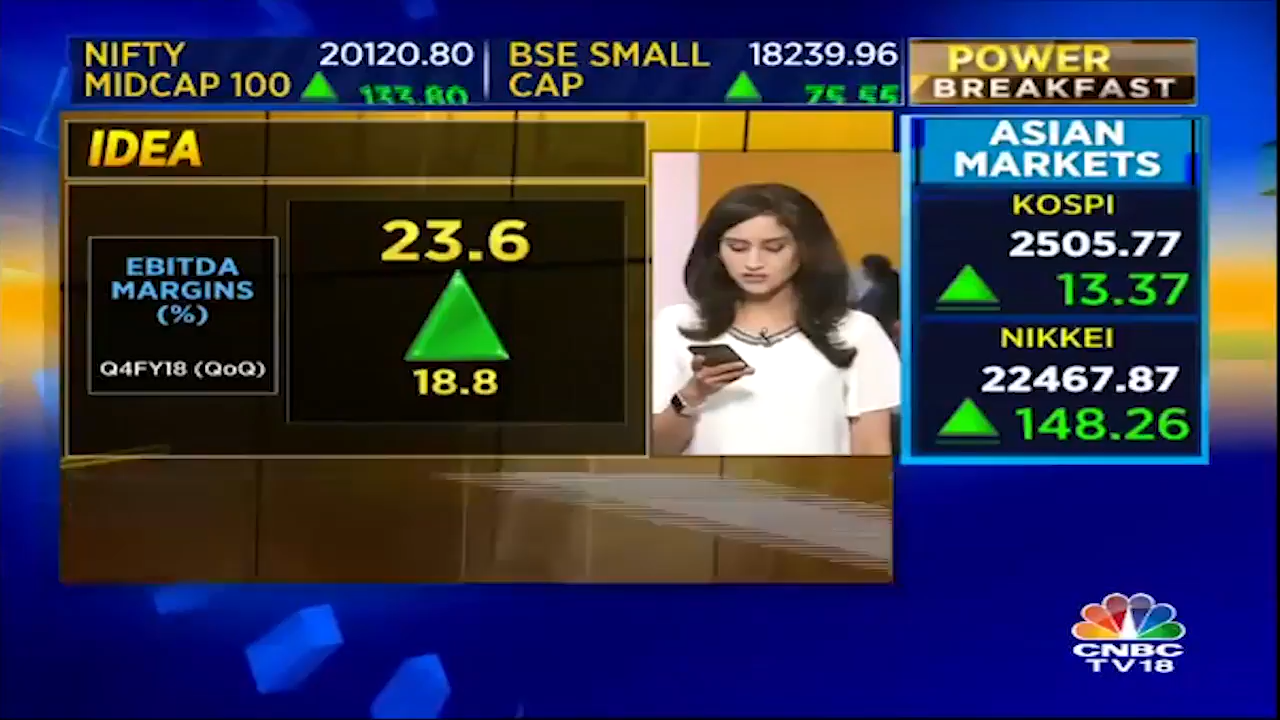 NIFTY
MIDCAP 100
20120.80
133.80
BSE SMALL
CAP
18239.96
75.55
POWER
BREAKFAST
IDEA
EBITDA
MARGINS
(%)
Q4FY18 (QoQ)
23.6
18.8
ASIAN
MARKETS
KOSPI
2505.77
13.37
NIKKEI
22467.87
148.26
CNBC
TV18